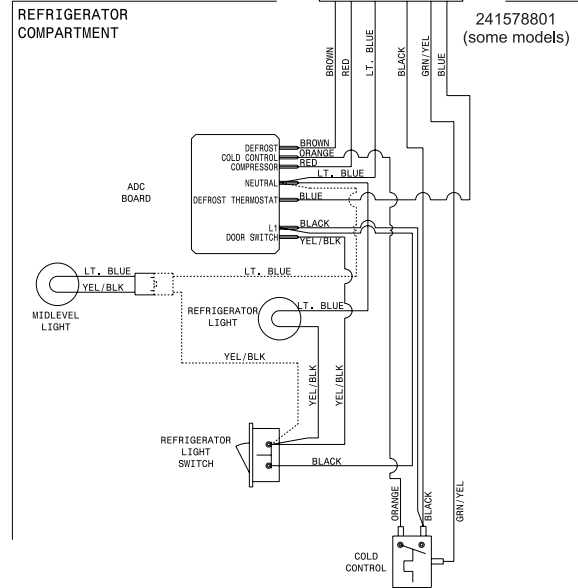 REFRIGERATOR
COMPARTMENT
241578801
(some models)
BROWN
RED
LT. BLUE
BLACK
GRN/YEL
BLUE
ADC
BOARD
DEFROST
COLD CONTROL
COMPRESSOR
NEUTRAL
DEFROST THERMOSTAT
L1
DOOR SWITCH
BROWN
ORANGE
RED
LT. BLUE
BLUE
BLACK
YEL/BLK
LT. BLUE
YEL/BLK
MIDLEVEL
LIGHT
LT. BLUE
REFRIGERATOR
LIGHT
LT. BLUE
YEL/BLK
YEL/BLK
YEL/BLK
REFRIGERATOR
LIGHT
SWITCH
BLACK
ORANGE
BLACK
GRN/YEL
COLD
CONTROL